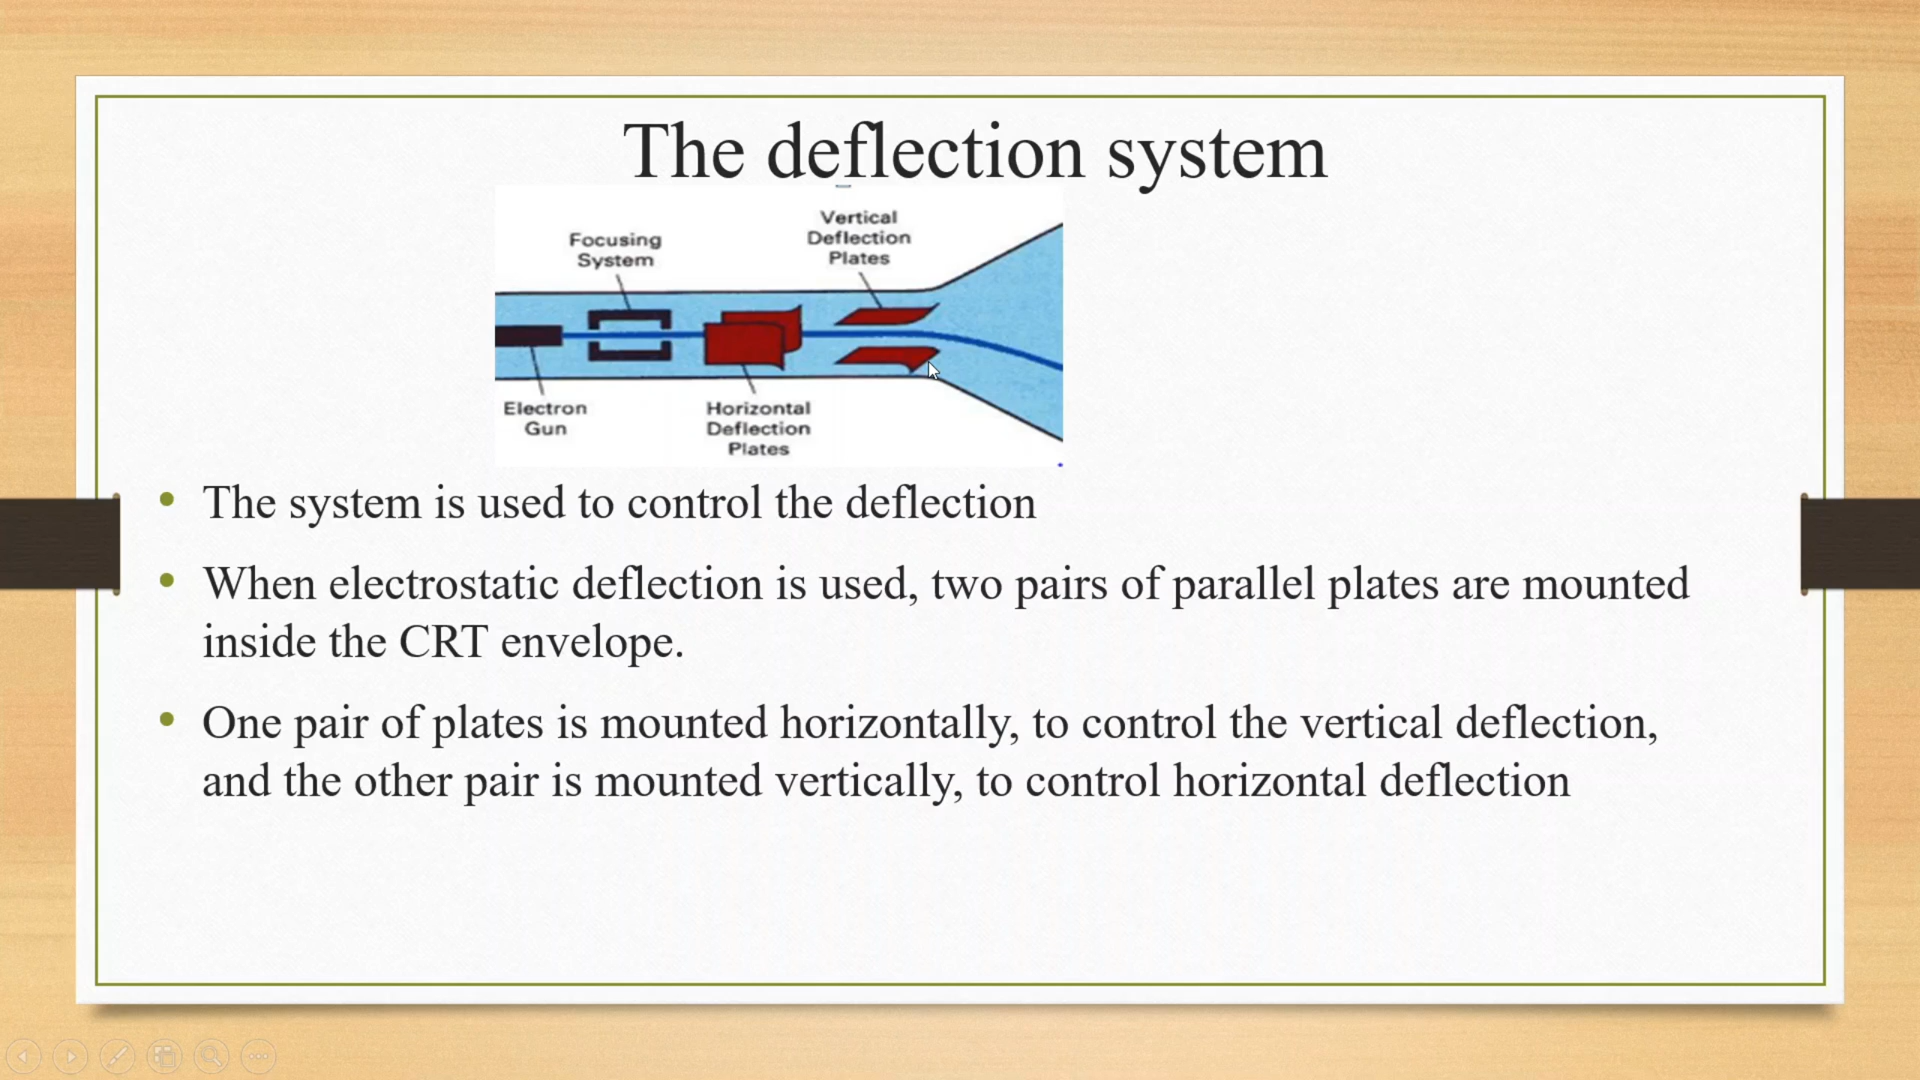 The deflection system
Focusing
System
Vertical
Deflection
Plates
Electron
Gun
Horizontal
Deflection
Plates
• The system is used to control the deflection
• When electrostatic deflection is used, two pairs of parallel plates are mounted
inside the CRT envelope.
• One pair of plates is mounted horizontally, to control the vertical deflection,
and the other pair is mounted vertically, to control horizontal deflection